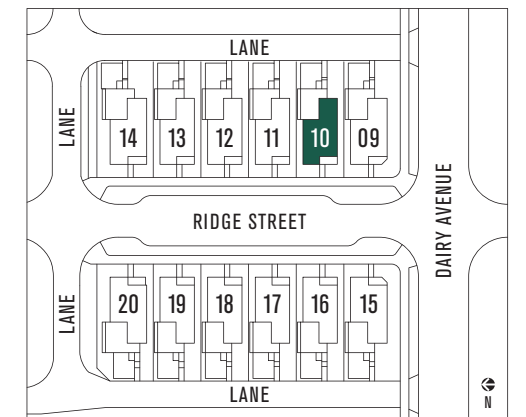 LANE
LANE
14 13 12 11 10 09
RIDGE STREET
DAIRY AVENUE
LANE
20 19 18 17 16 15
LANE
N